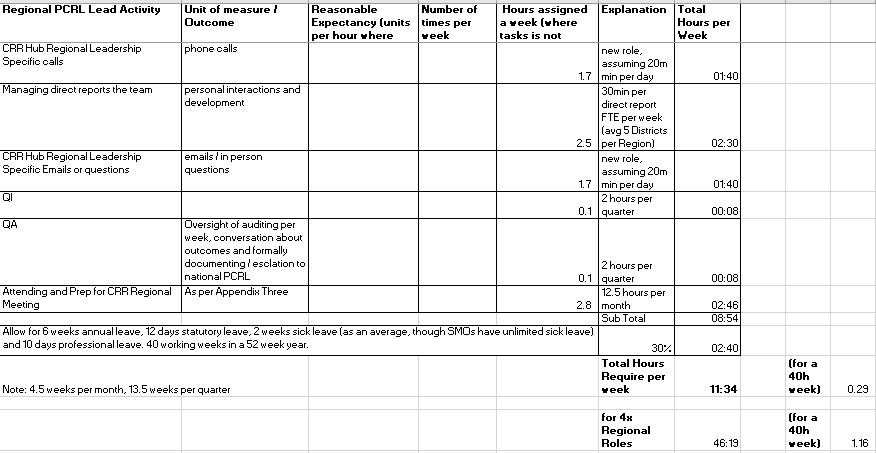 Regional PCRL Lead Activity
Unit of measure /
Outcome
Reasonable
Expectancy (units
per hour where
Number of
times per
week
Hours assigned
a week (where
tasks is not
Explanation
Total
Hours per
Week
CRR Hub Regional Leadership
Specific calls
phone calls
1.7
new role,
assuming 20m
min per day
01:40
Managing direct reports the team
personal interactions and
development
2.5
30min per
direct report
FTE per week
(avg 5 Districts
per Region)
02:30
CRR Hub Regional Leadership
Specific Emails or questions
emails / in person
questions
1.7
new role,
assuming 20m
min per day
01:40
QI
0.1
2 hours per
quarter
00:08
QA
Oversight of auditing per
week, conversation about
outcomes and formally
documenting / esclation to
national PCRL
0.1
2 hours per
quarter
00:08
Attending and Prep for CRR Regional
Meeting
As per Appendix Three
2.8
12.5 hours per
month
02:46
Sub Total
08:54
Allow for 6 weeks annual leave, 12 days statutory leave, 2 weeks sick leave (as an average, though SMOs have unlimited sick leave)
and 10 days professional leave. 40 working weeks in a 52 week year.
30%
02:40
Note: 4.5 weeks per month, 13.5 weeks per quarter
Total Hours
Require per
week
11:34
(for a
40h
week)
0.29
for 4x
Regional
Roles
46:19
(for a
40h
week)
1.16